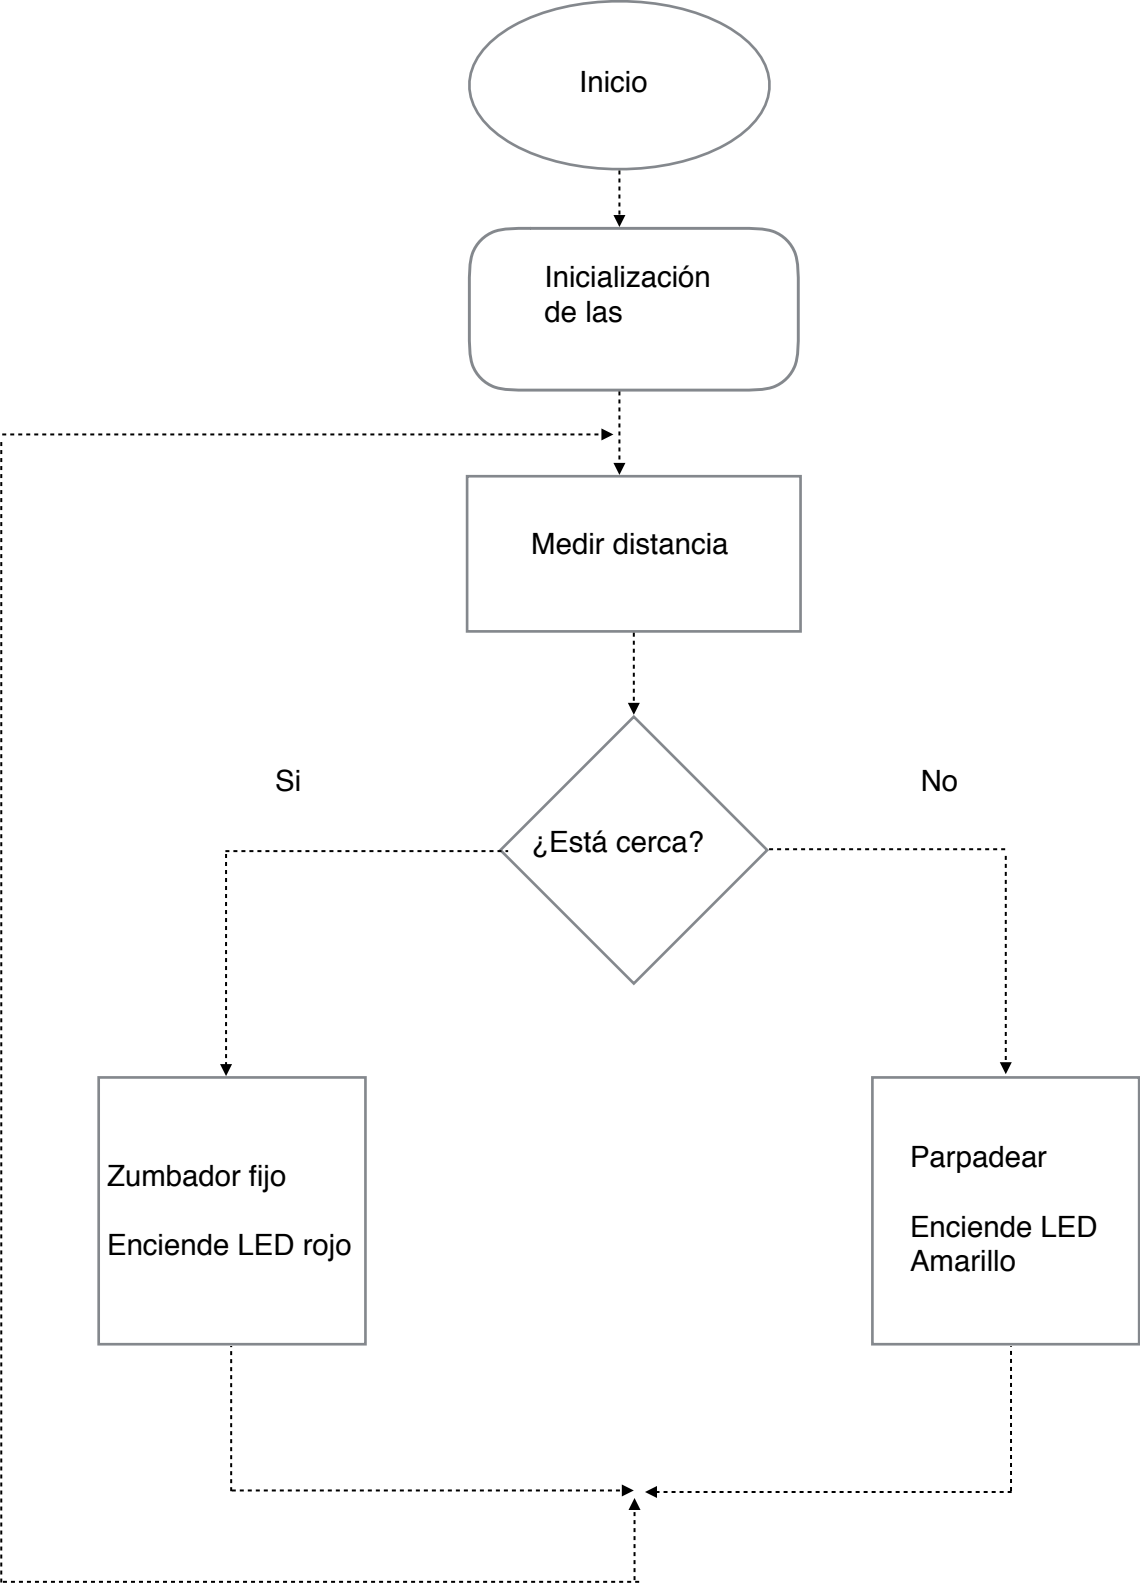 Inicio
Inicialización
de las
Medir distancia
Si
No
¿Está cerca?
Zumbador fijo
Enciende LED rojo
Parpadear
Enciende LED
Amarillo